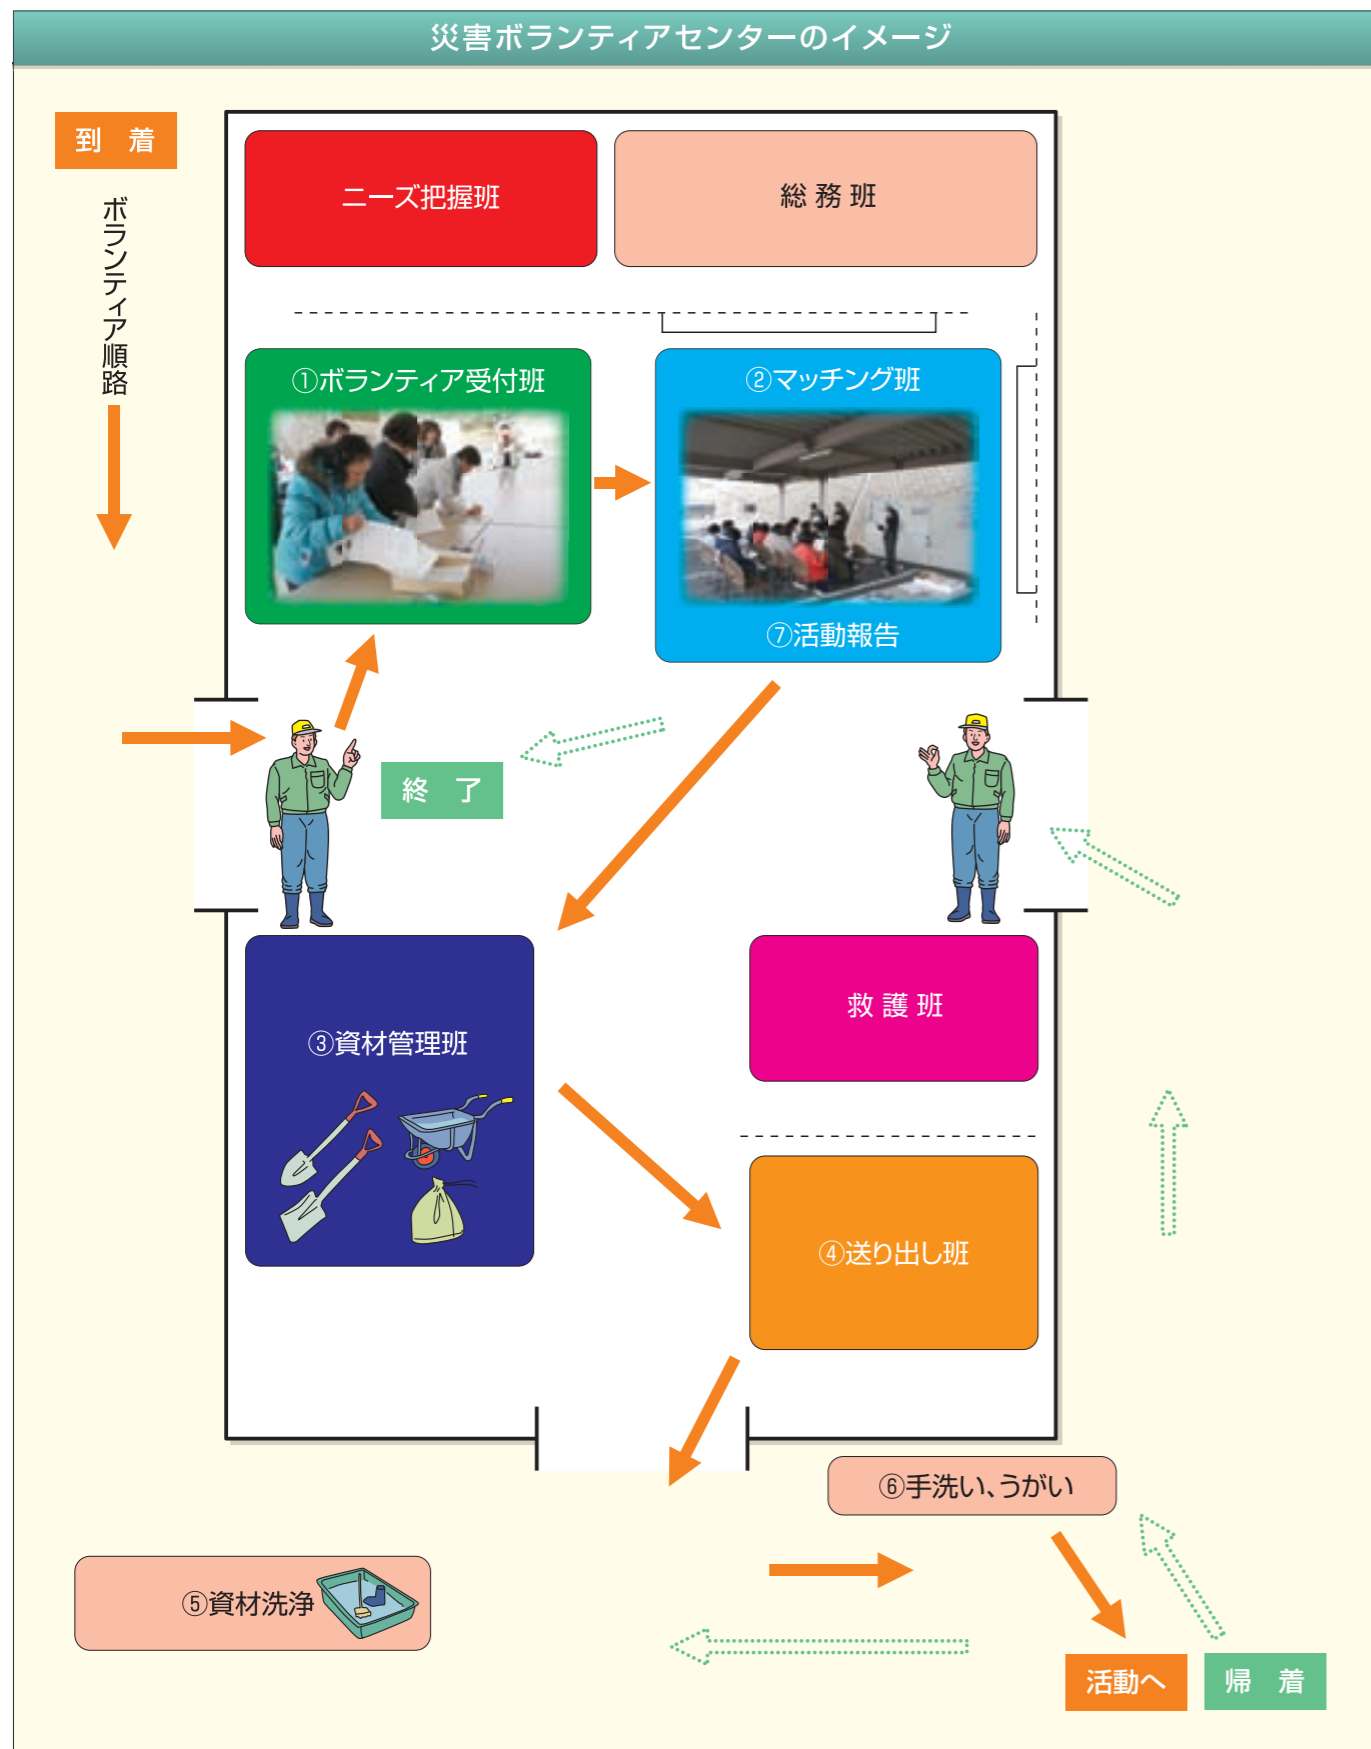 災害ボランティアセンターのイメージ
到　着
ボランティア順路
ニーズ把握班
総 務 班
①ボランティア受付班
②マッチング班
⑦活動報告
終　了
③資材管理班
救 護 班
④送り出し班
⑥手洗い、うがい
⑤資材洗浄
活動へ
帰　着